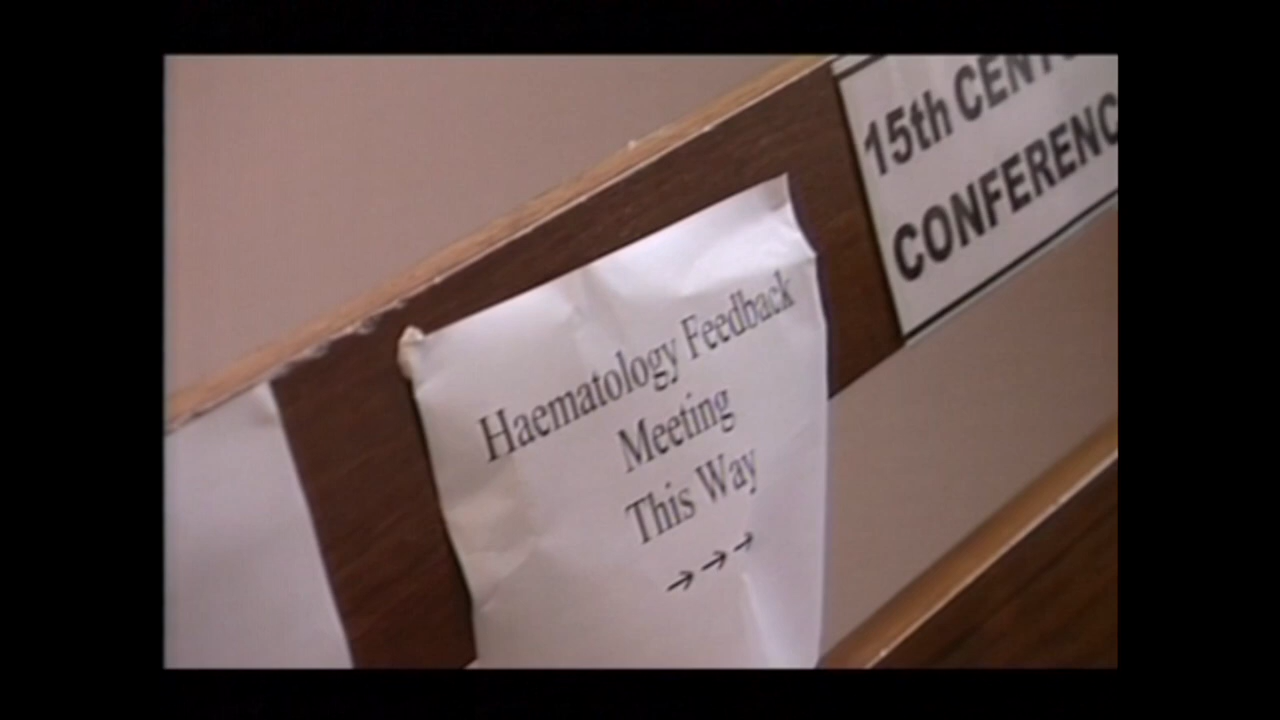 Haematology Feedback
Meeting
This Way
→→→
15th
CONFERENC